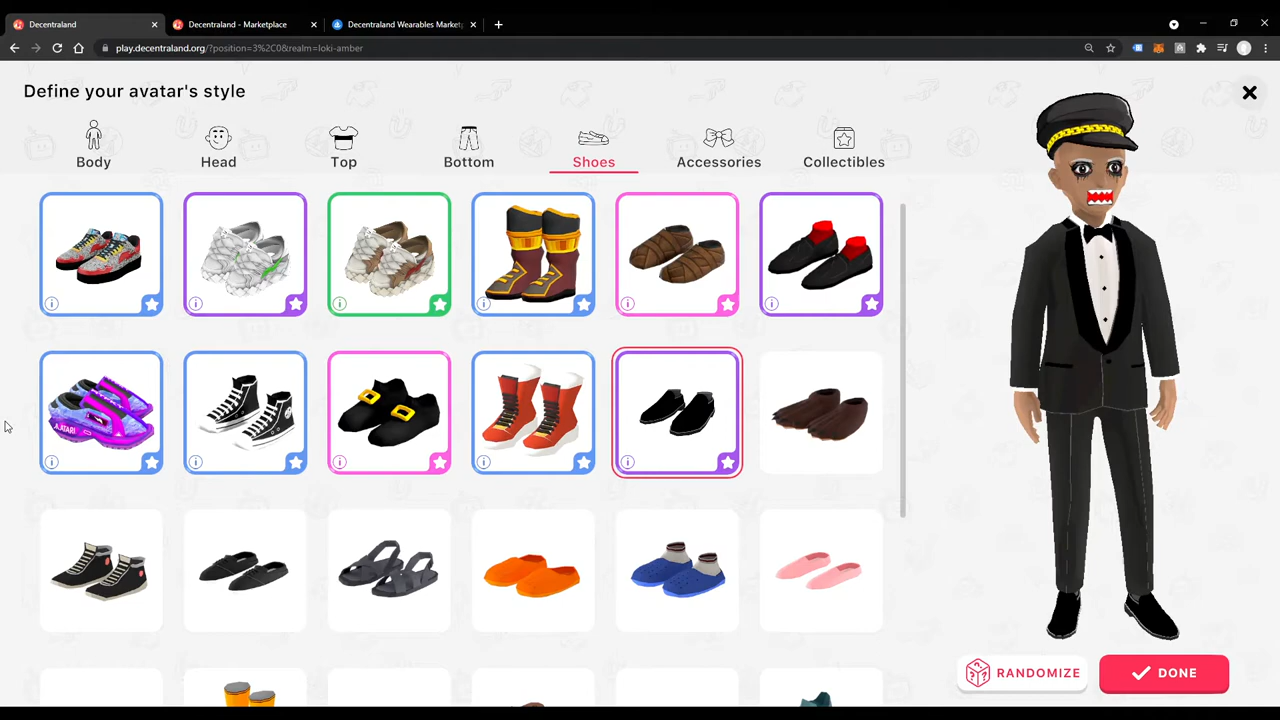 Decentraland
Decentraland - Marketplace
Decentraland Wearables Market
play.decentraland.org/?position=3%2C0&realm=loki-amber
Define your avatar's style
Body
Head
Top
Bottom
Shoes
Accessories
Collectibles
ATARI
RANDOMIZE
DONE